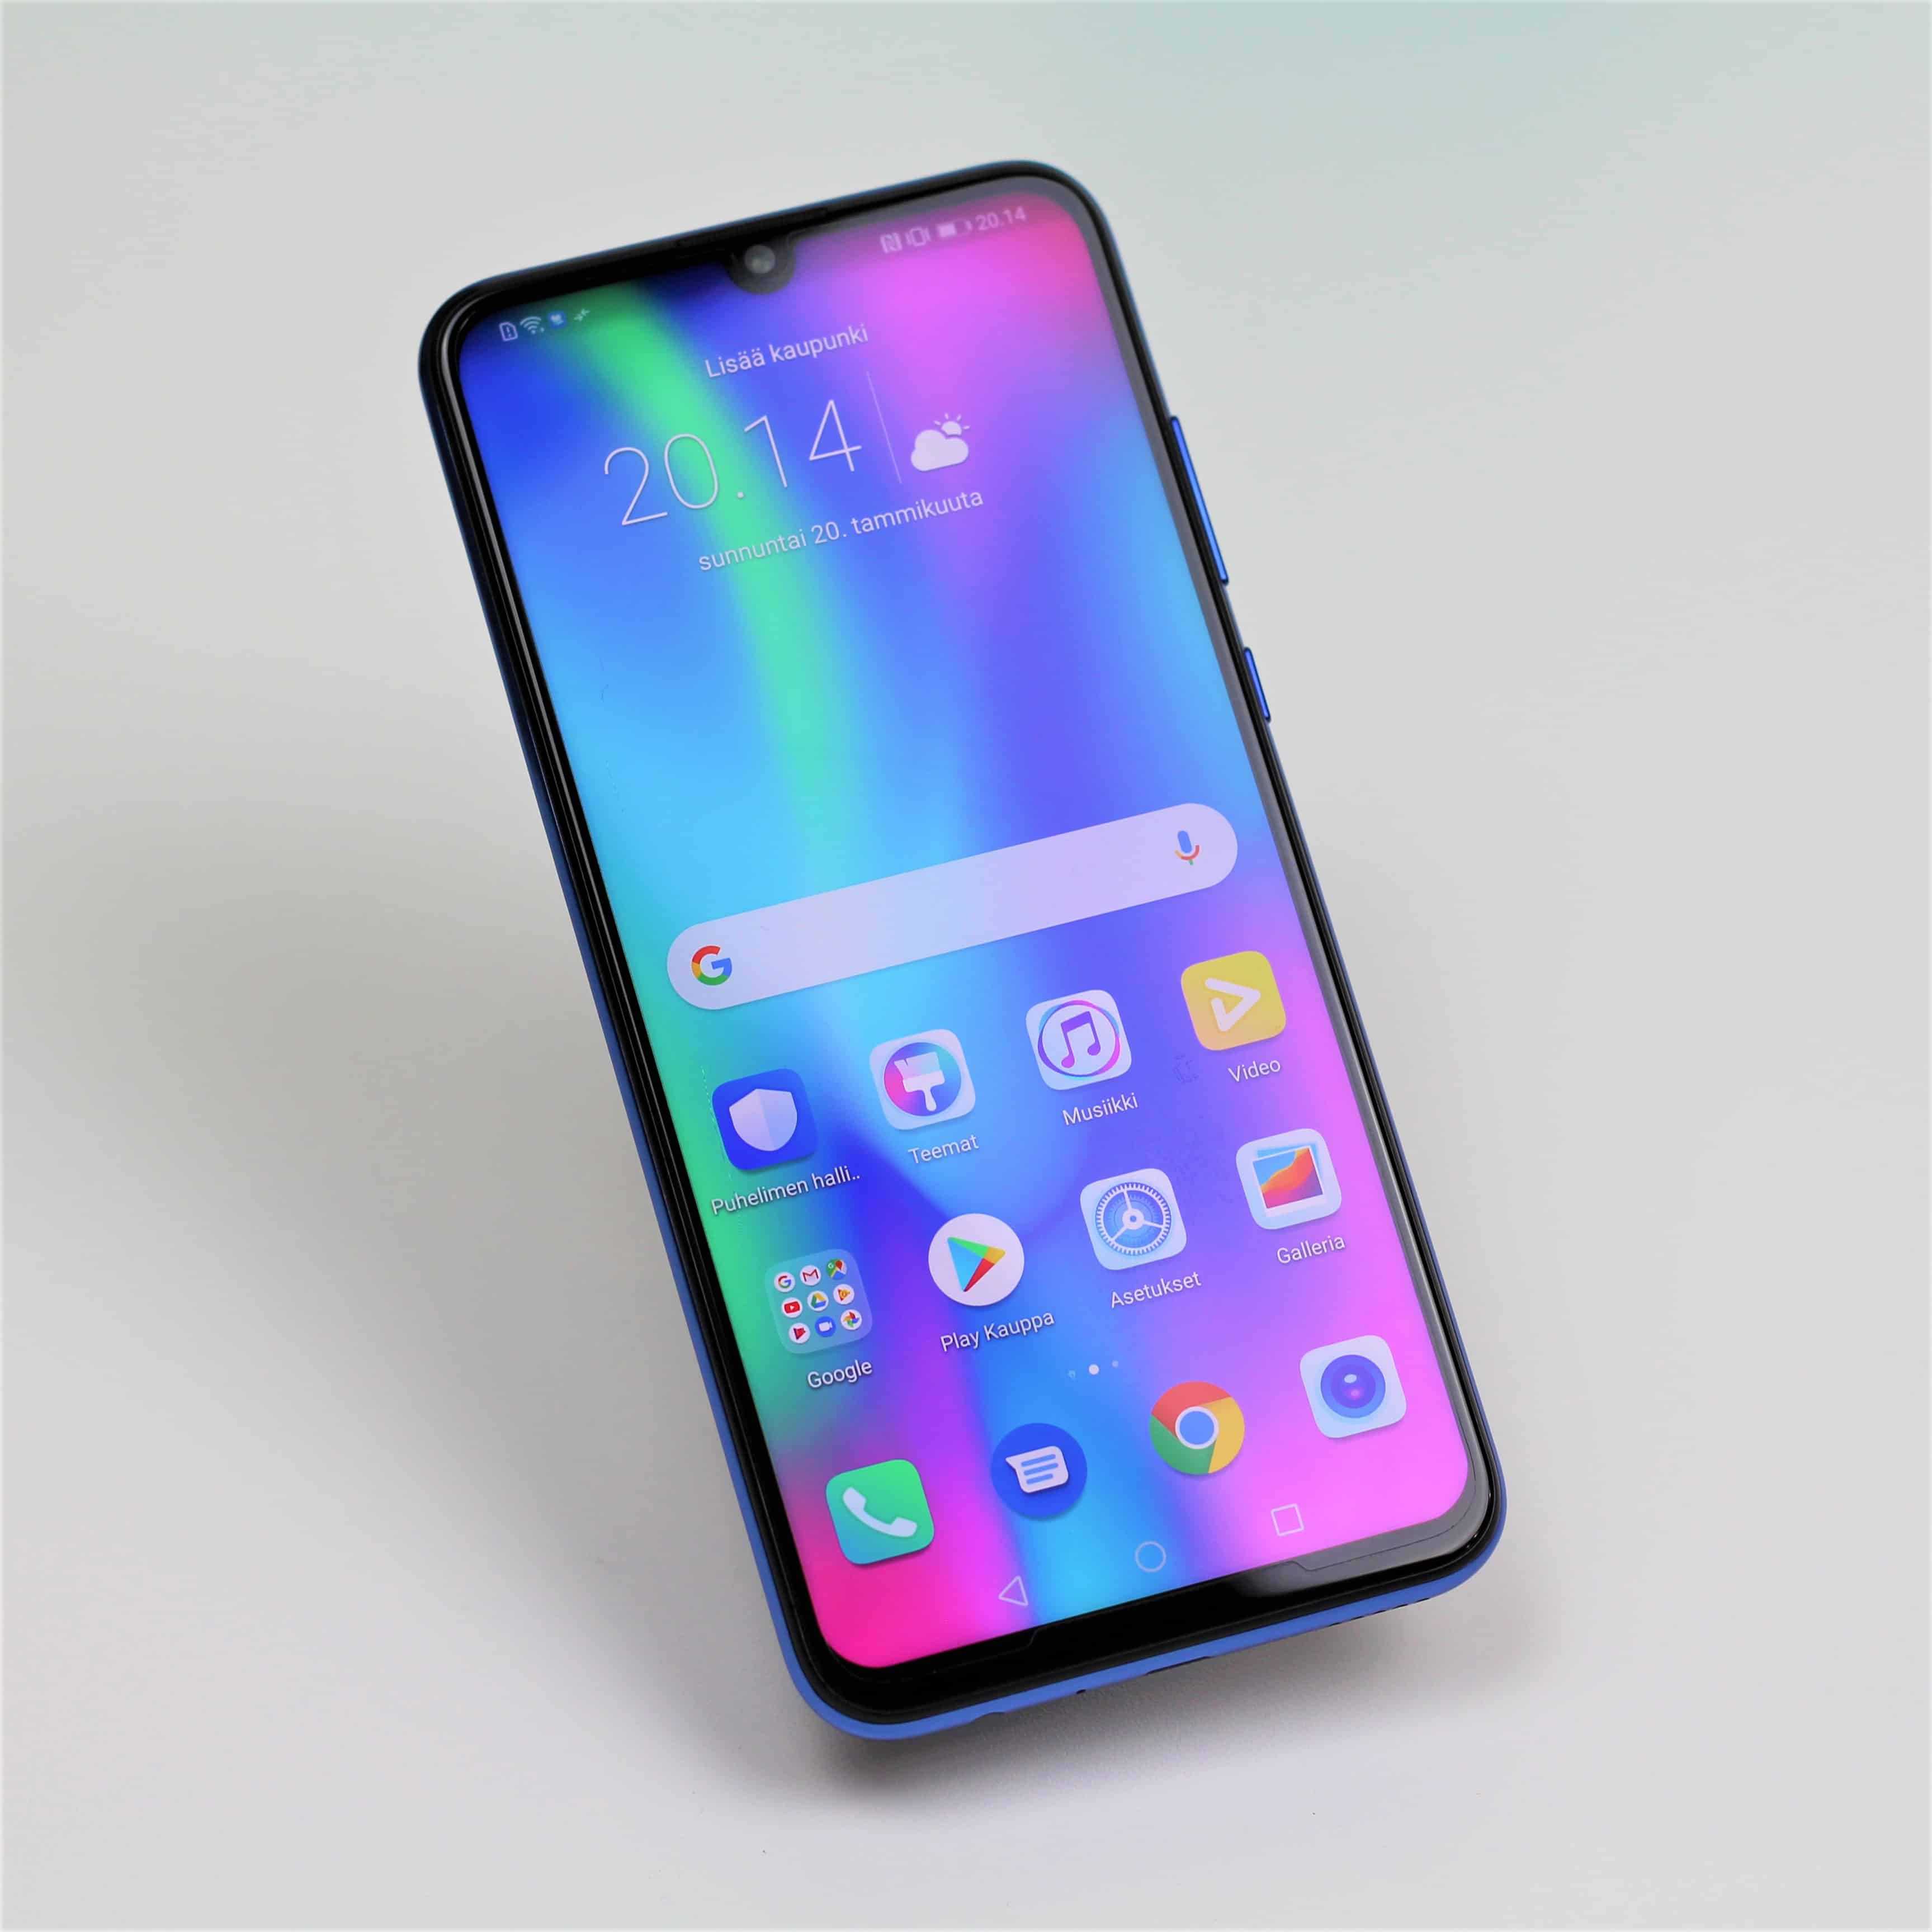 20.14
Lisää kaupunki
20.14
sunnuntai 20. tammikuuta
Puhelimen halli..
Teemat
Musiikki
Video
Google
Play Kauppa
Asetukset
Galleria